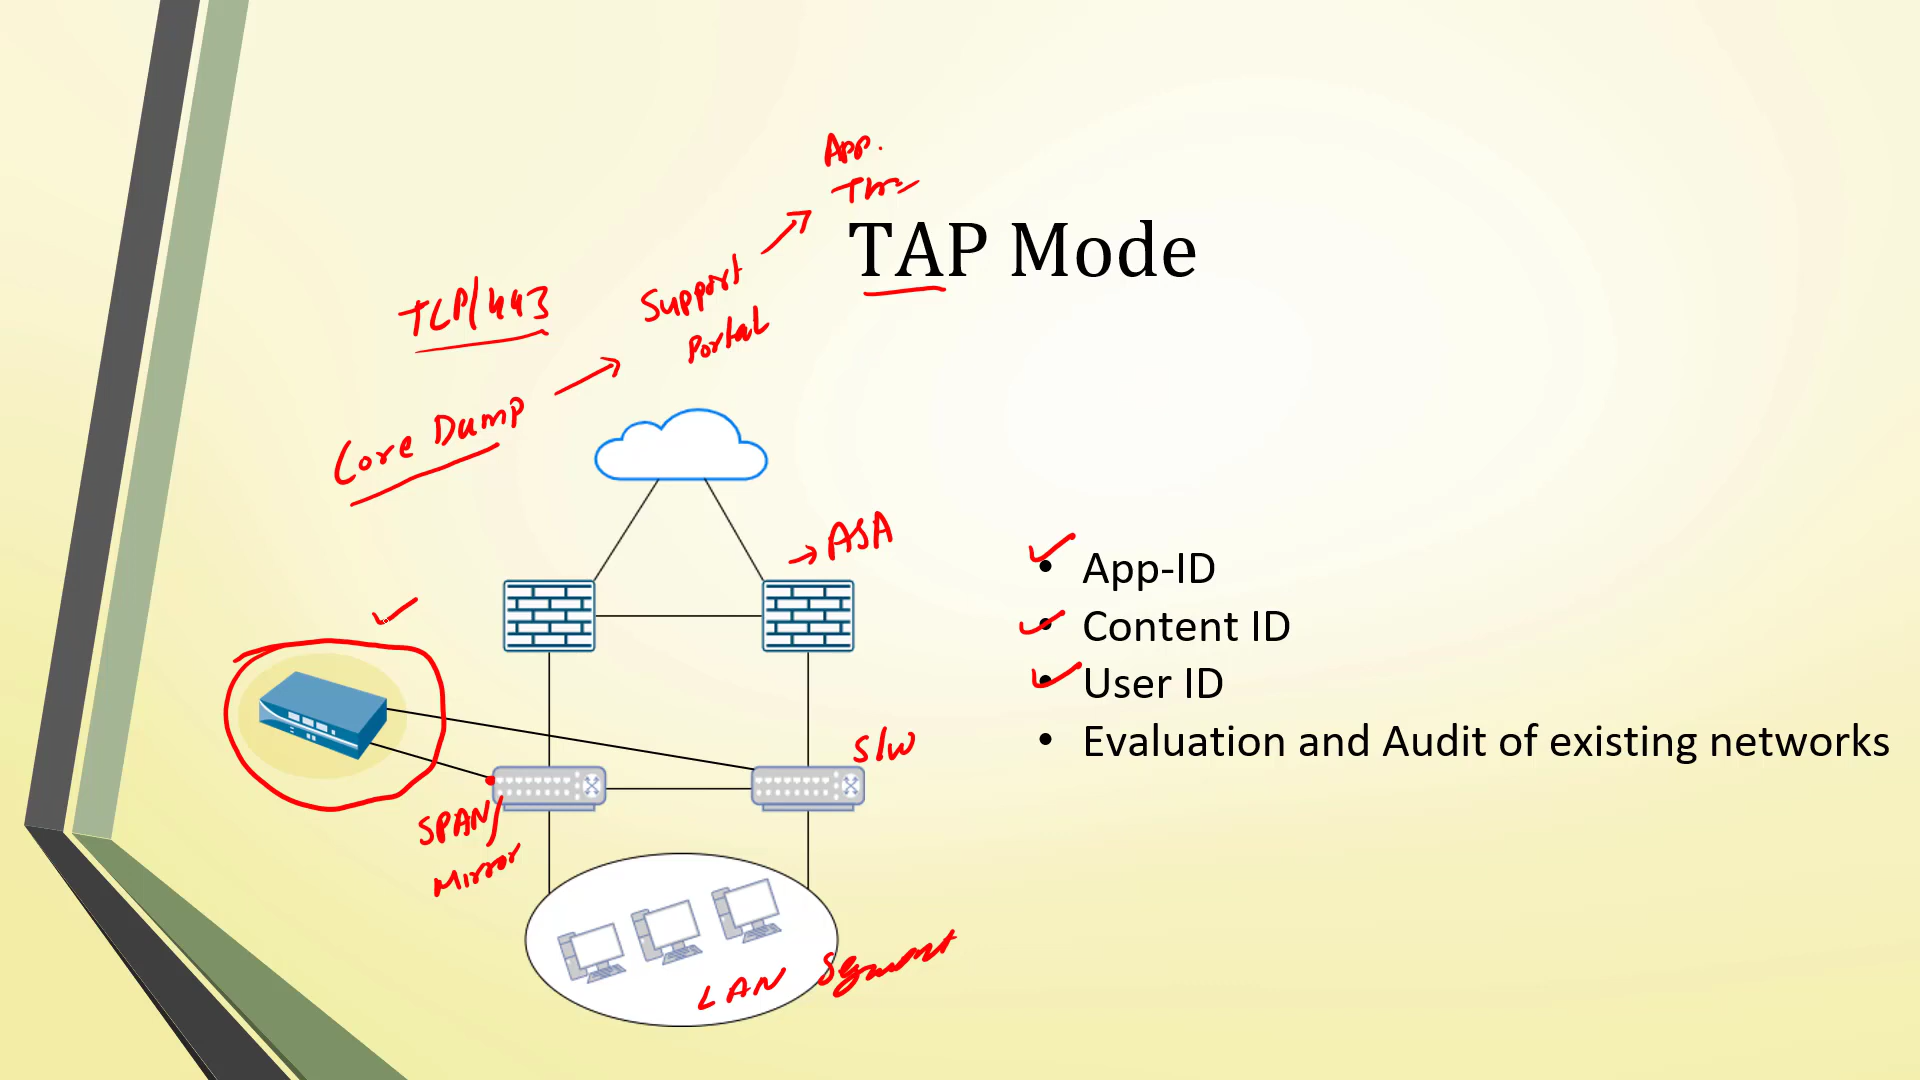 App.
TAP Mode
TCP/443
Support
Portal
Core Dump
→ ASA
• App-ID
• Content ID
• User ID
• Evaluation and Audit of existing networks
S/W
SPAN/
Mirror
LAN Segment